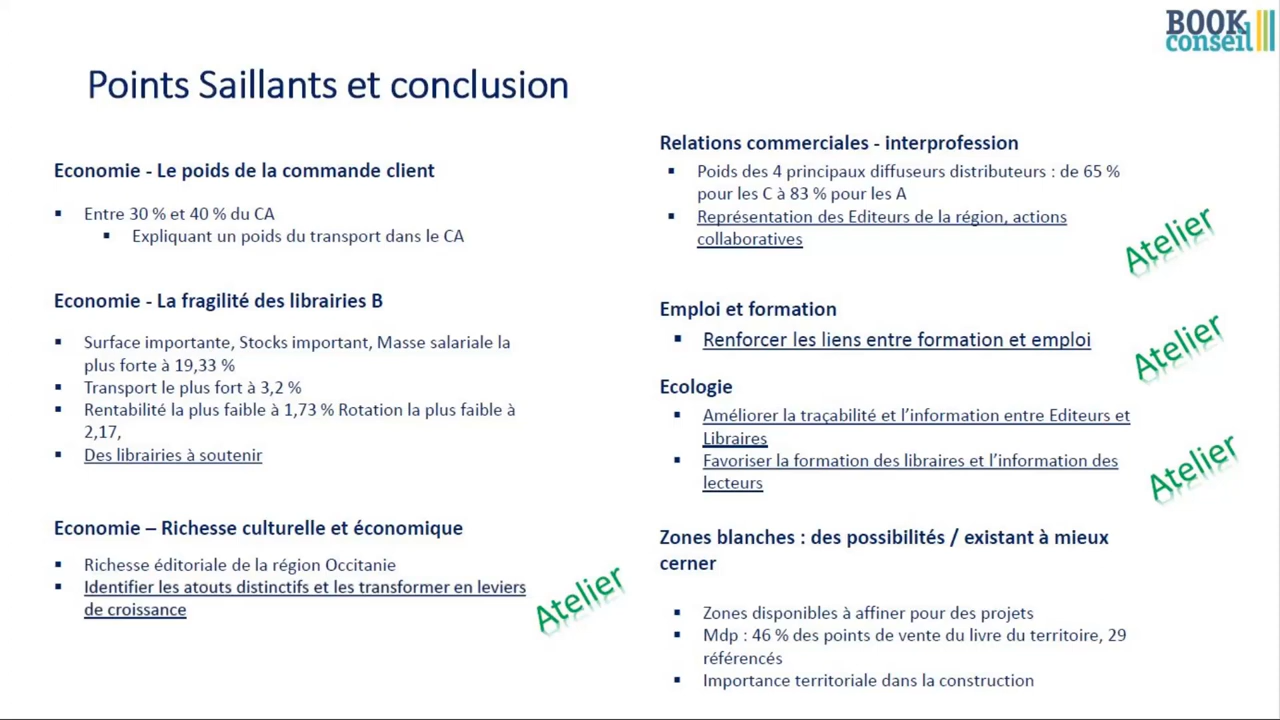 BOOK
conseil
Points Saillants et conclusion
Economie - Le poids de la commande client
Entre 30 % et 40 % du CA
Expliquant un poids du transport dans le CA
Economie - La fragilité des librairies B
Surface importante, Stocks important, Masse salariale la
plus forte à 19,33 %
Transport le plus fort à 3,2 %
Rentabilité la plus faible à 1,73 % Rotation la plus faible à
2,17,
Des librairies à soutenir
Economie – Richesse culturelle et économique
Richesse éditoriale de la région Occitanie
Identifier les atouts distinctifs et les transformer en leviers
de croissance
Atelier
Relations commerciales - interprofession
Poids des 4 principaux diffuseurs distributeurs : de 65 %
pour les C à 83 % pour les A
Représentation des Editeurs de la région, actions
collaboratives
Atelier
Emploi et formation
Renforcer les liens entre formation et emploi
Atelier
Ecologie
Améliorer la traçabilité et l’information entre Editeurs et
Libraires
Favoriser la formation des libraires et l’information des
lecteurs
Atelier
Zones blanches : des possibilités / existant à mieux
cerner
Zones disponibles à affiner pour des projets
Mdp : 46 % des points de vente du livre du territoire, 29
référencés
Importance territoriale dans la construction